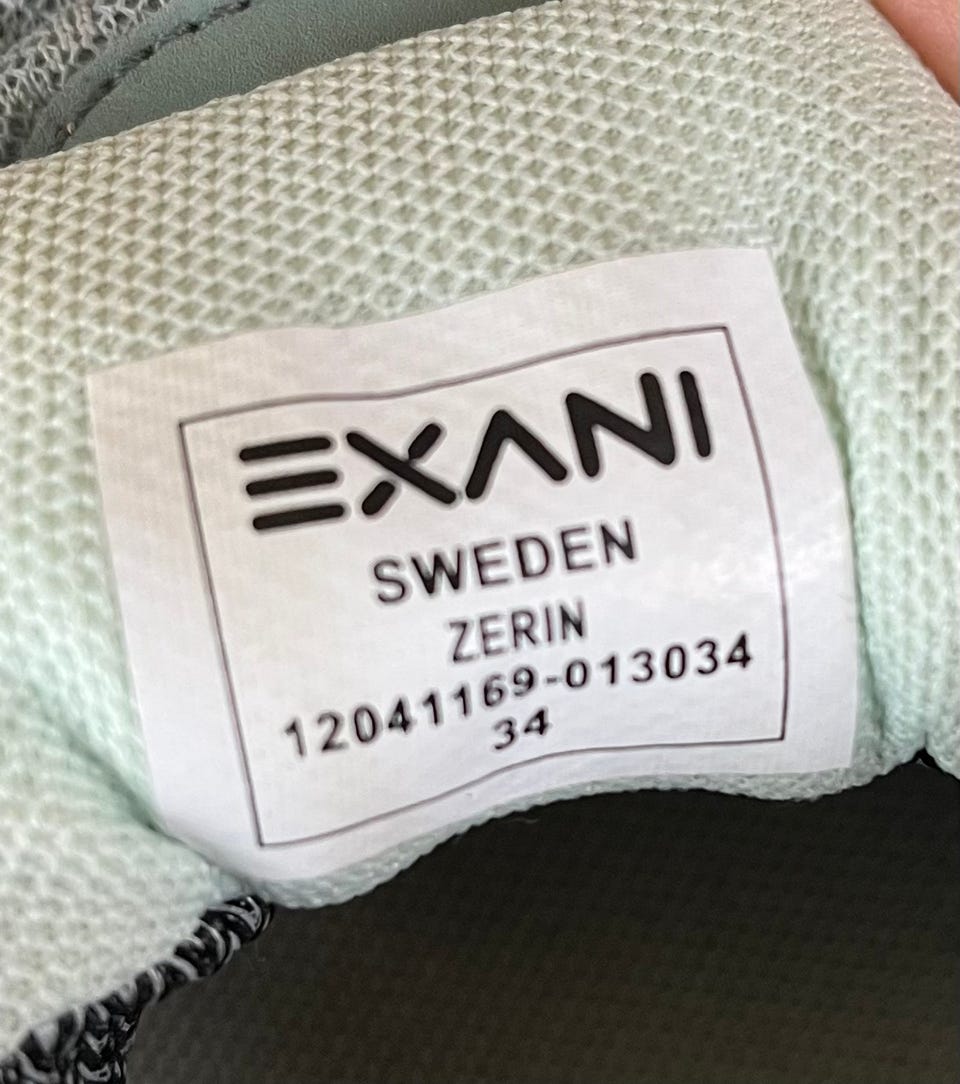 EXANI
SWEDEN
ZERIN
12041169-013034
34